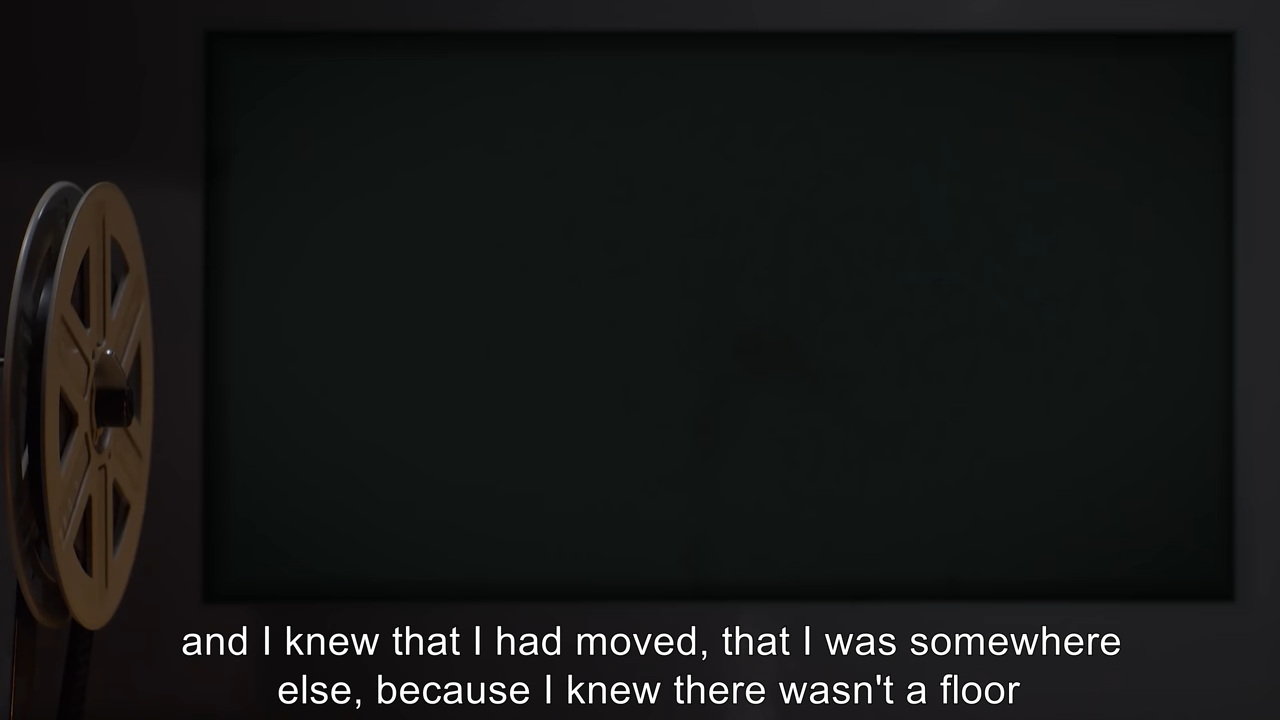 and I knew that I had moved, that I was somewhere
else, because I knew there wasn't a floor